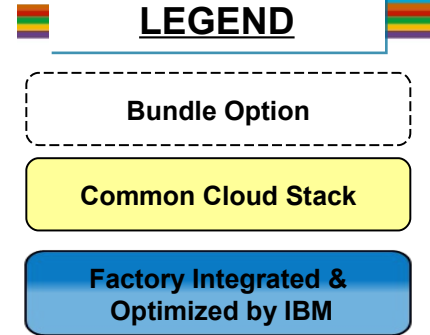 LEGEND
Bundle Option
Common Cloud Stack
Factory Integrated &
Optimized by IBM